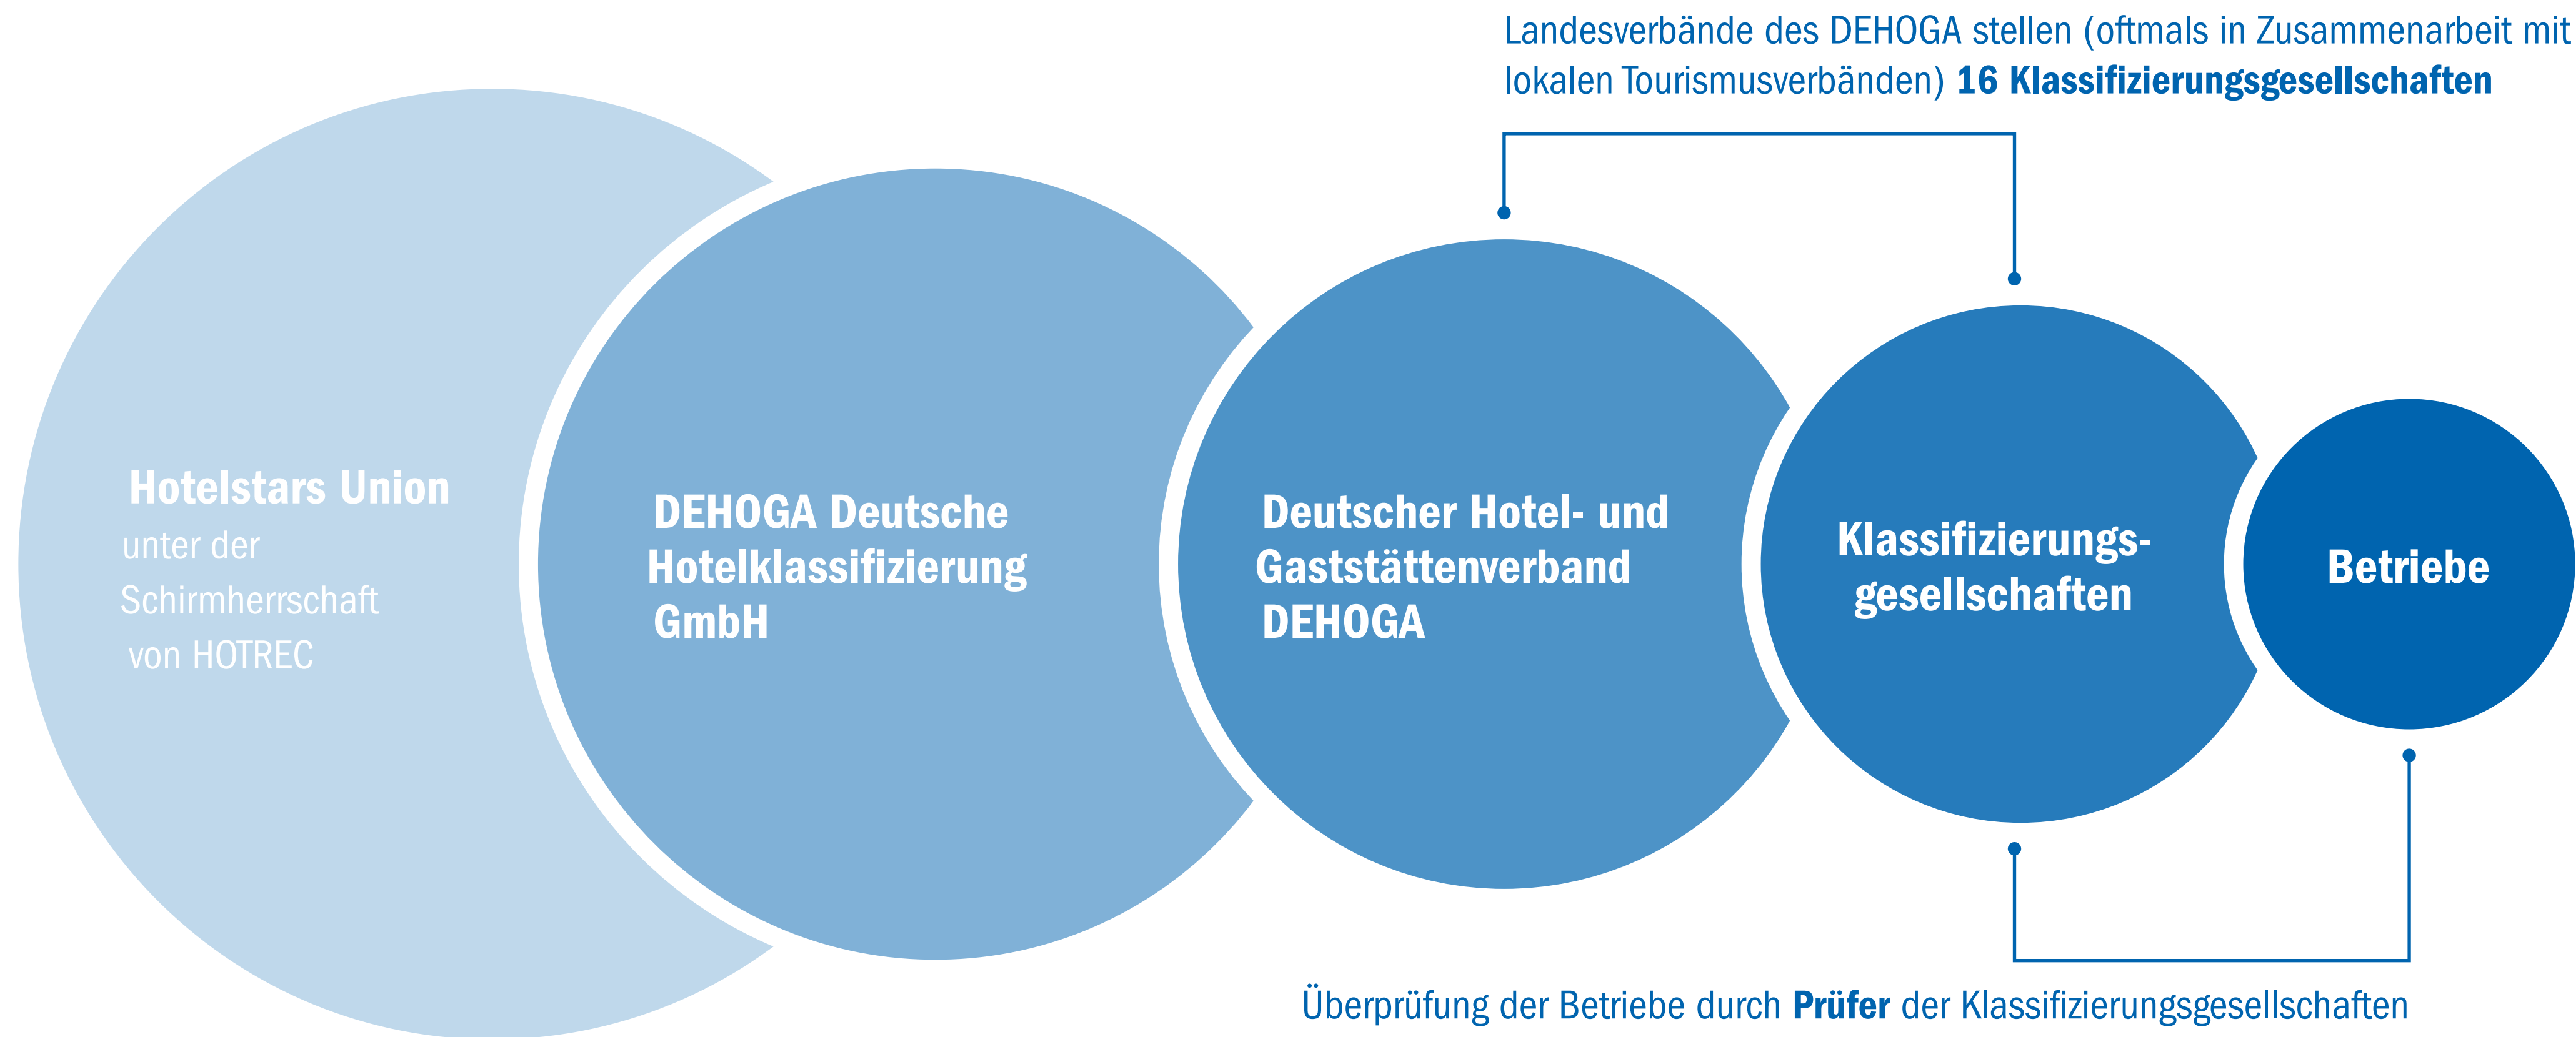 Landesverbände des DEHOGA stellen (oftmals in Zusammenarbeit mit
lokalen Tourismusverbänden) 16 Klassifizierungsgesellschaften
Hotelstars Union
unter der
Schirmherrschaft
von HOTREC
DEHOGA Deutsche
Hotelklassifizierung
GmbH
Deutscher Hotel- und
Gaststättenverband
DEHOGA
Klassifizierungs-
gesellschaften
Betriebe
Überprüfung der Betriebe durch Prüfer der Klassifizierungsgesellschaften